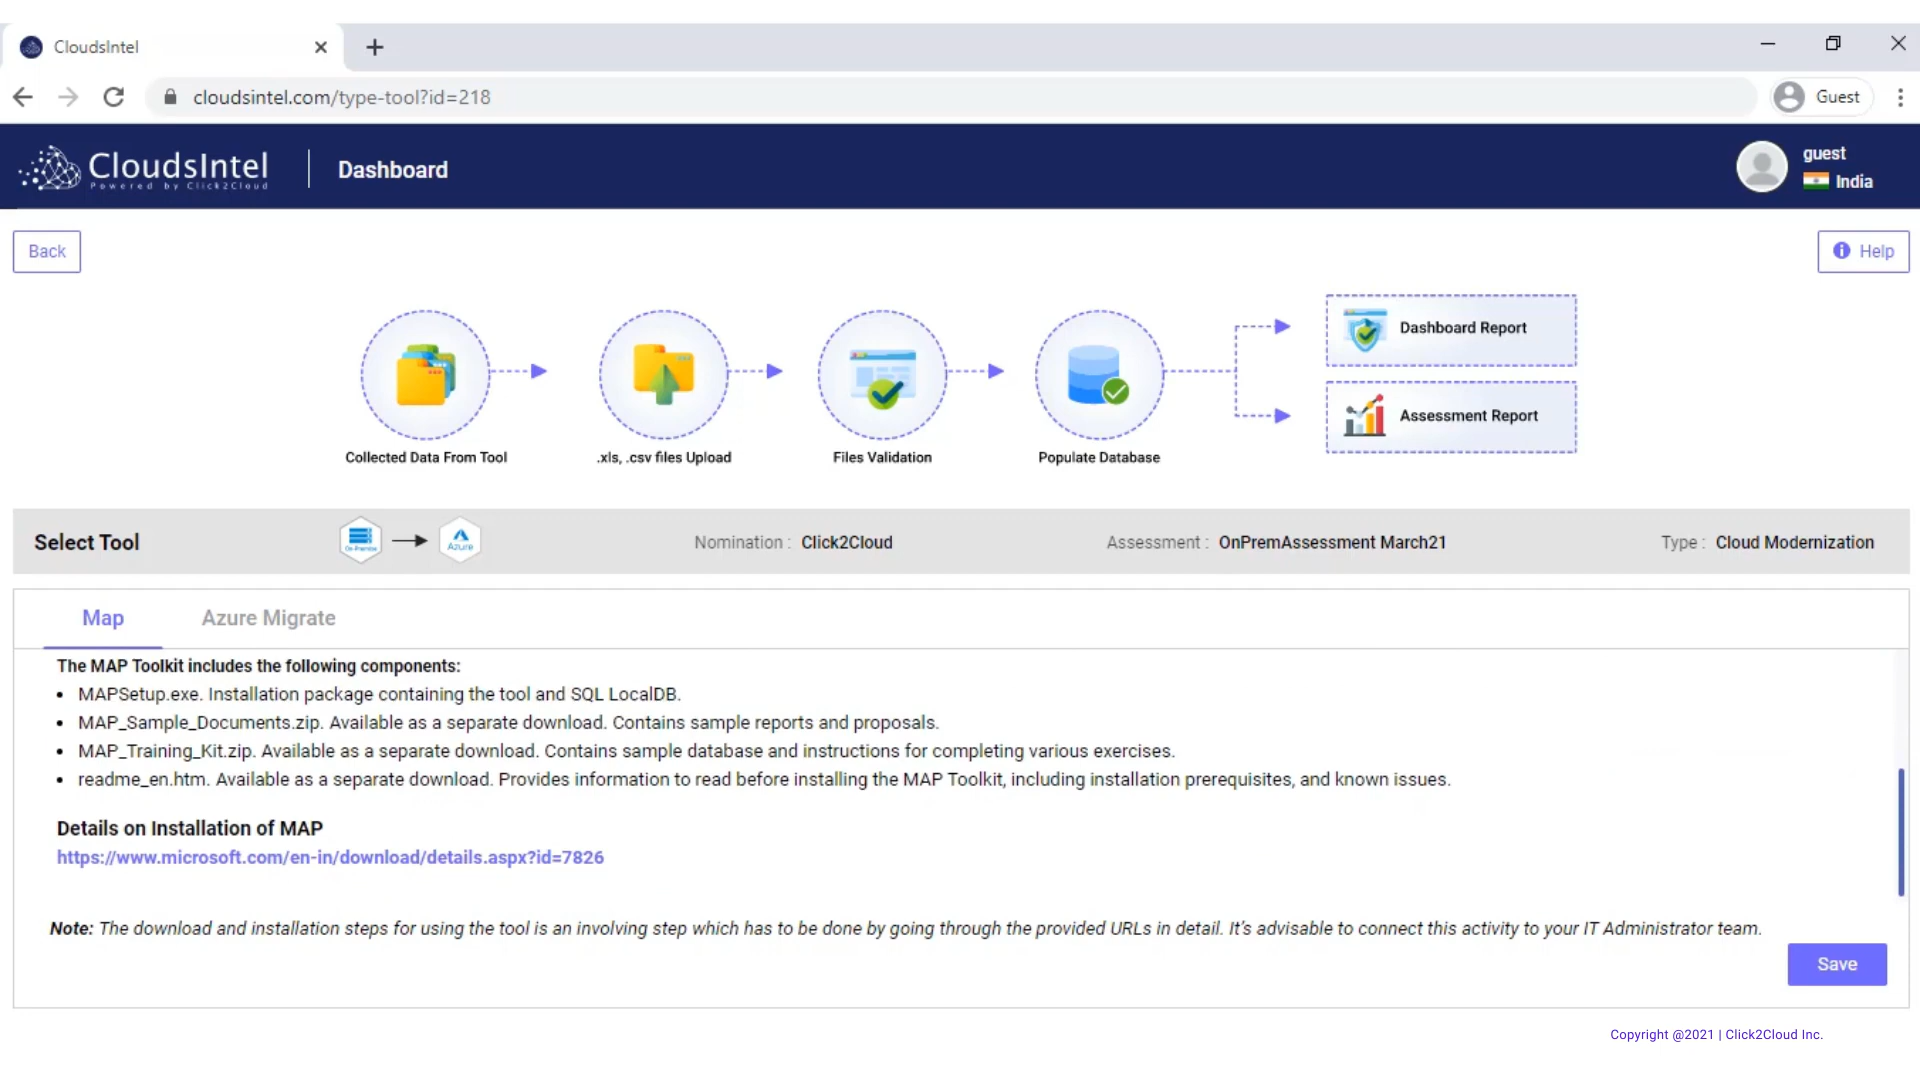 CloudsIntel
cloudsintel.com/type-tool?id=218
Guest
CloudsIntel
Powered by Click2Cloud
Dashboard
guest
India
Back
Help
Collected Data From Tool
.xls, .csv files Upload
Files Validation
Populate Database
Dashboard Report
Assessment Report
Select Tool
On-Premise
Azure
Nomination : Click2Cloud
Assessment : OnPremAssessment March21
Type : Cloud Modernization
Map
Azure Migrate
The MAP Toolkit includes the following components:
• MAPSetup.exe. Installation package containing the tool and SQL LocalDB.
• MAP_Sample_Documents.zip. Available as a separate download. Contains sample reports and proposals.
• MAP_Training_Kit.zip. Available as a separate download. Contains sample database and instructions for completing various exercises.
• readme_en.htm. Available as a separate download. Provides information to read before installing the MAP Toolkit, including installation prerequisites, and known issues.
Details on Installation of MAP
https://www.microsoft.com/en-in/download/details.aspx?id=7826
Note: The download and installation steps for using the tool is an involving step which has to be done by going through the provided URLs in detail. It's advisable to connect this activity to your IT Administrator team.
Save
Copyright @2021 | Click2Cloud Inc.